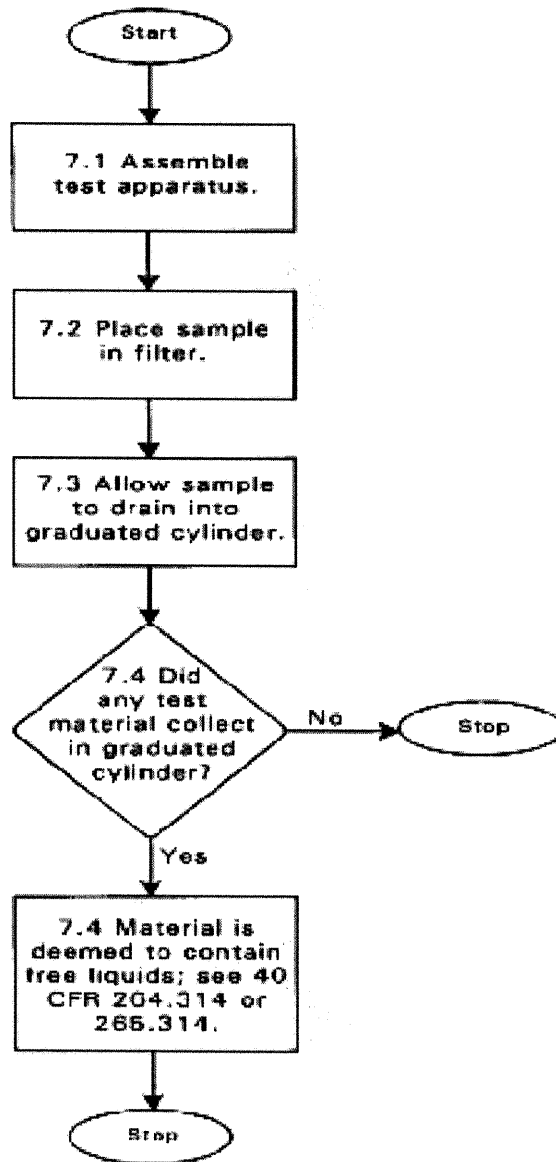 Start
7.1 Assemble
test apparatus.
7.2 Place sample
in filter.
7.3 Allow sample
to drain into
graduated cylinder.
7.4 Did
any test
material collect
in graduated
cylinder?
No
Stop
Yes
7.4 Material is
deemed to contain
free liquids; see 40
CFR 264.314 or
265.314.
Stop